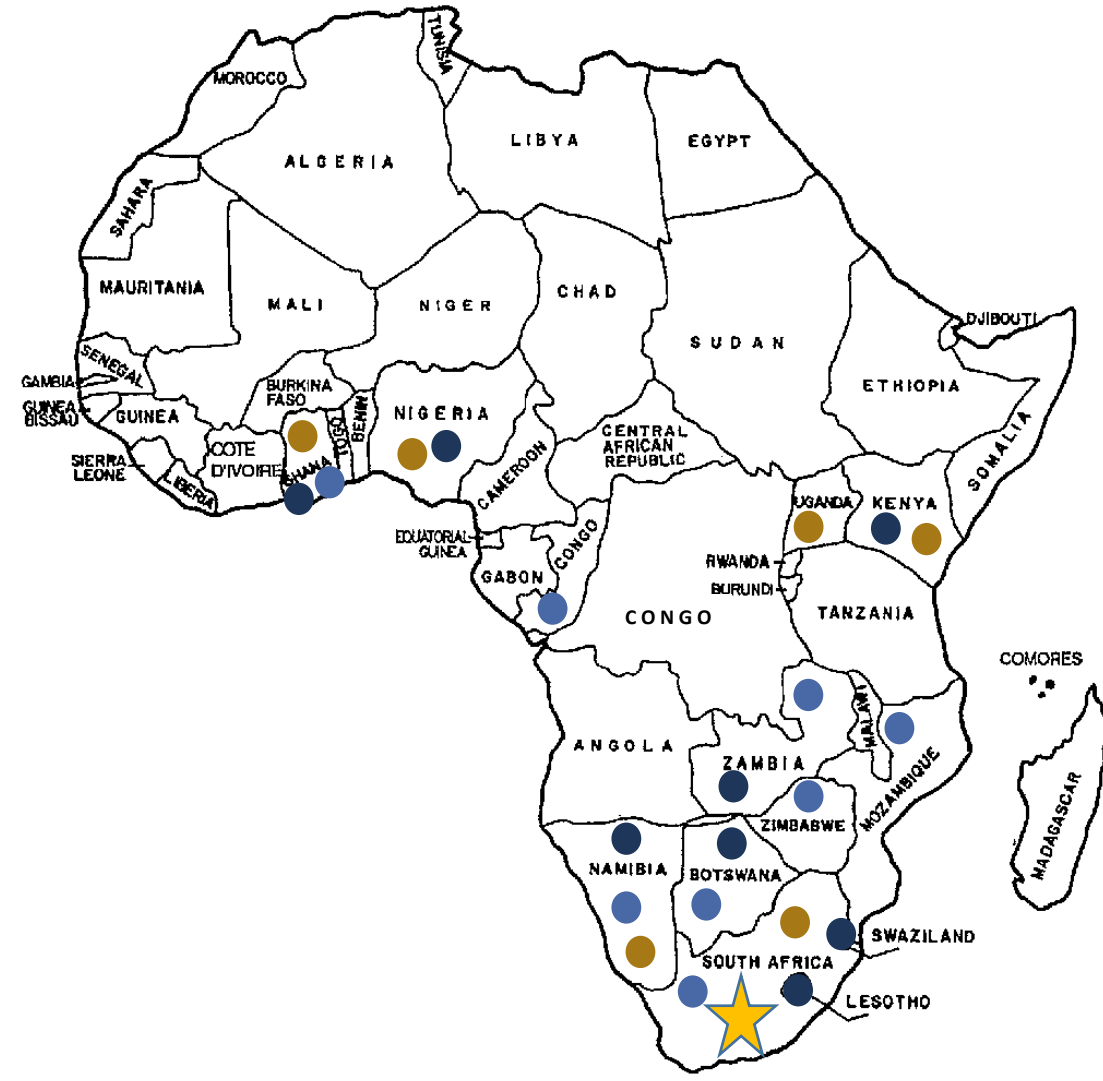 TUNISIA
MOROCCO
LIBYA
EGYPT
ALGERIA
SAHARA
MAURITANIA
MALI
NIGER
CHAD
DJIBOUTI
SUDAN
SENEGAL
GAMBIA
BURKINA
FASO
ETHIOPIA
GUINEA
BISSAU
GUINEA
NIGERIA
TOGO
BENIN
CENTRAL
AFRICAN
REPUBLIC
SOMALIA
COTE
D'IVOIRE
SIERRA
LEONE
LIBERIA
GHANA
CAMEROON
UGANDA
KENYA
EQUATORIAL
GUINEA
CONGO
GABON
RWANDA
BURUNDI
CONGO
TANZANIA
COMORES
MALAWI
ANGOLA
ZAMBIA
MOZAMBIQUE
ZIMBABWE
MADAGASCAR
NAMIBIA
BOTSWANA
SWAZILAND
SOUTH AFRICA
LESOTHO